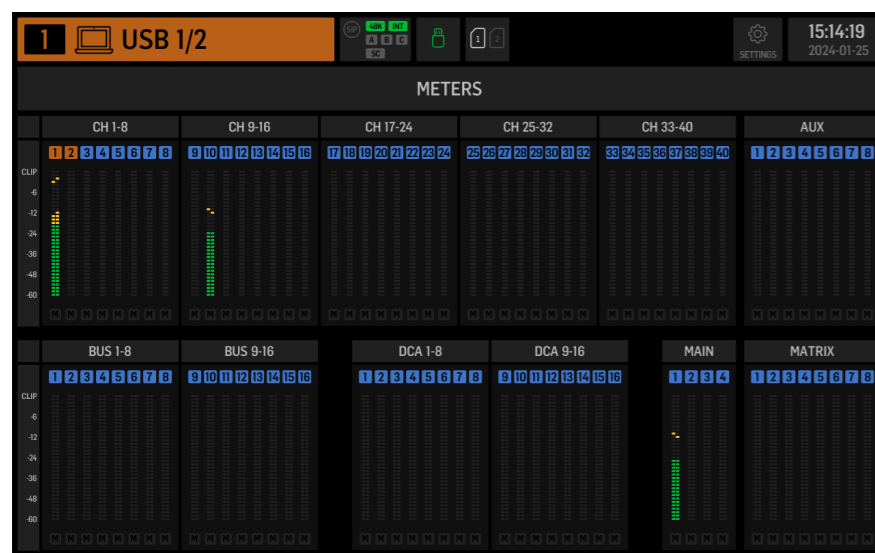 1 USB 1/2 SIP 48K INT A B C SC 1 2 SETTINGS 15:14:19 2024-01-25
METERS
CH 1-8 CH 9-16 CH 17-24 CH 25-32 CH 33-40 AUX
1 2 3 4 5 6 7 8 9 10 11 12 13 14 15 16 17 18 19 20 21 22 23 24 25 26 27 28 29 30 31 32 33 34 35 36 37 38 39 40 1 2 3 4 5 6 7 8
CLIP
-6
-12
-24
-36
-48
-60
M M M M M M M M M M M M M M M M M M M M M M M M M M M M M M M M M M M M M M M M M M M M M M M M
BUS 1-8 BUS 9-16 DCA 1-8 DCA 9-16 MAIN MATRIX
1 2 3 4 5 6 7 8 9 10 11 12 13 14 15 16 1 2 3 4 5 6 7 8 9 10 11 12 13 14 15 16 1 2 3 4 1 2 3 4 5 6 7 8
CLIP
-6
-12
-24
-36
-48
-60
M M M M M M M M M M M M M M M M M M M M M M M M M M M M M M M M M M M M M M M M M M M M